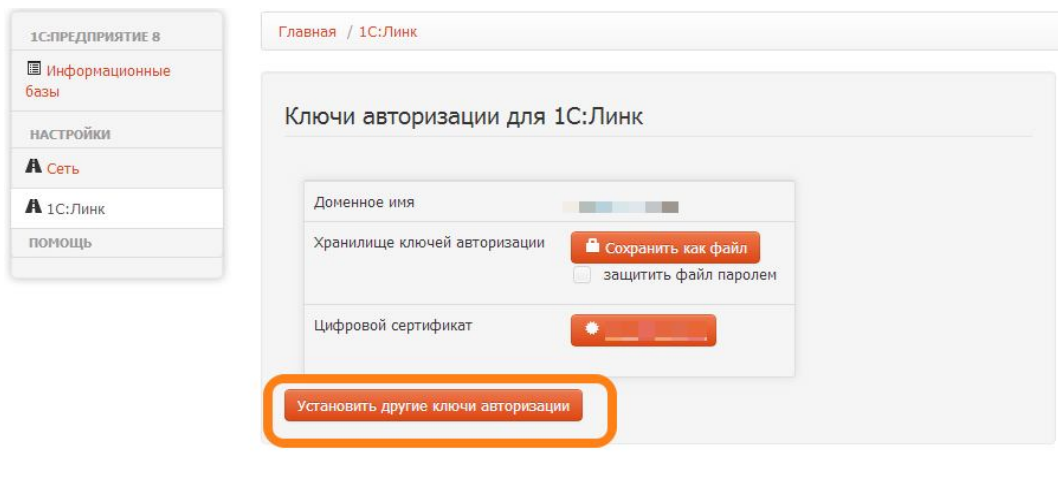 1С:ПРЕДПРИЯТИЕ 8
Информационные
базы
НАСТРОЙКИ
Сеть
1С:Линк
ПОМОЩЬ
Главная / 1С:Линк
Ключи авторизации для 1С:Линк
Доменное имя
Хранилище ключей авторизации
Сохранить как файл
защитить файл паролем
Цифровой сертификат
Установить другие ключи авторизации